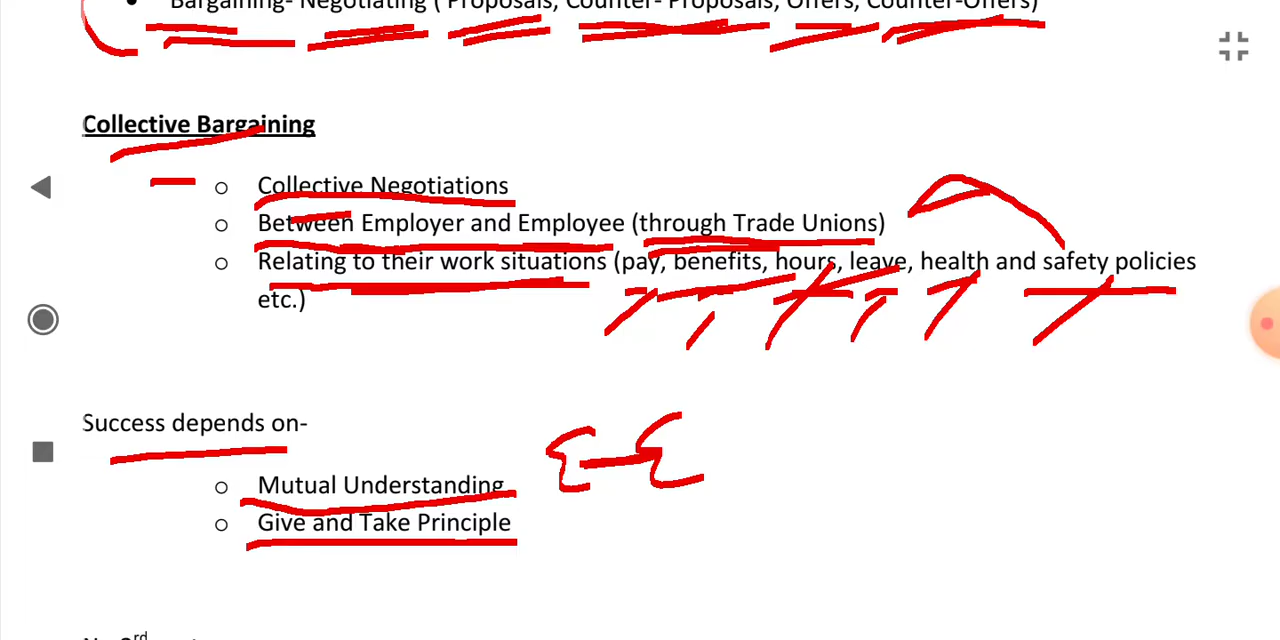 Bargaining- Negotiating ( Proposals, Counter- Proposals, Offers, Counter-Offers)
Collective Bargaining
o Collective Negotiations
o Between Employer and Employee (through Trade Unions)
o Relating to their work situations (pay, benefits, hours, leave, health and safety policies
etc.)
Success depends on-
E-E
o Mutual Understanding
o Give and Take Principle